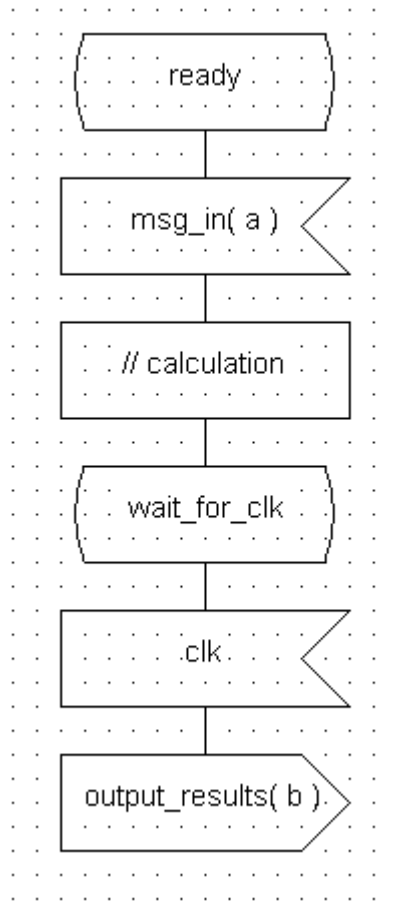 ready
msg_in( a )
// calculation
wait_for_clk
clk
output_results( b )